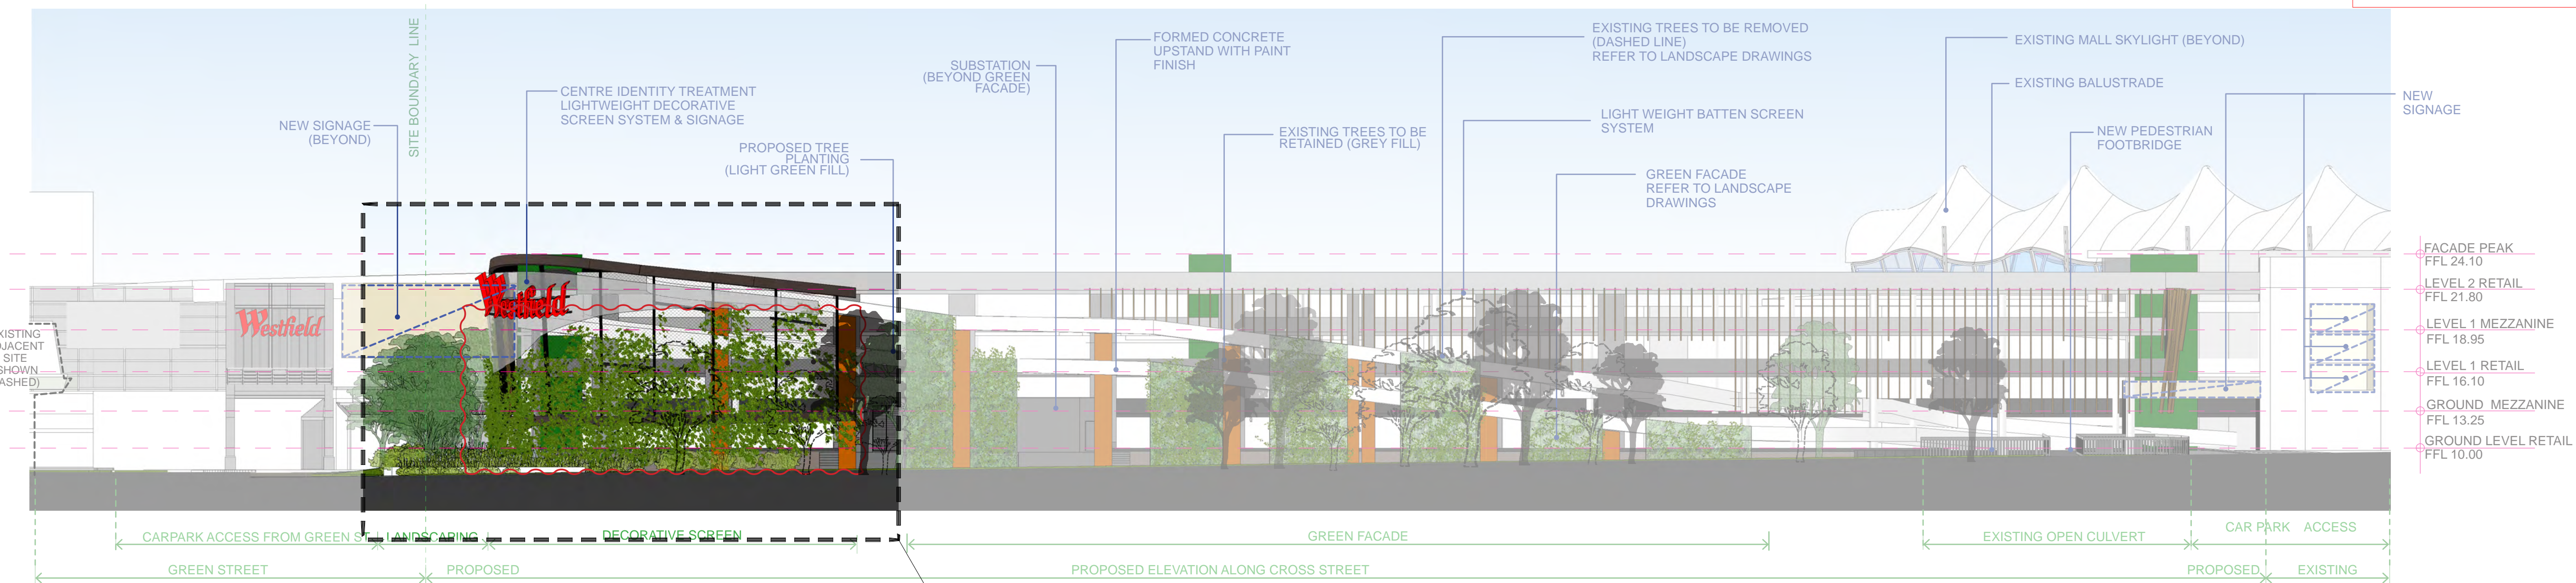 SITE BOUNDARY LINE
NEW SIGNAGE
(BEYOND)
CENTRE IDENTITY TREATMENT
LIGHTWEIGHT DECORATIVE
SCREEN SYSTEM & SIGNAGE
PROPOSED TREE
PLANTING
(LIGHT GREEN FILL)
SUBSTATION
(BEYOND GREEN
FACADE)
FORMED CONCRETE
UPSTAND WITH PAINT
FINISH
EXISTING TREES TO BE
RETAINED (GREY FILL)
EXISTING TREES TO BE REMOVED
(DASHED LINE)
REFER TO LANDSCAPE DRAWINGS
LIGHT WEIGHT BATTEN SCREEN
SYSTEM
GREEN FACADE
REFER TO LANDSCAPE
DRAWINGS
EXISTING MALL SKYLIGHT (BEYOND)
EXISTING BALUSTRADE
NEW PEDESTRIAN
FOOTBRIDGE
NEW
SIGNAGE
FACADE PEAK
FFL 24.10
LEVEL 2 RETAIL
FFL 21.80
LEVEL 1 MEZZANINE
FFL 18.95
LEVEL 1 RETAIL
FFL 16.10
GROUND MEZZANINE
FFL 13.25
GROUND LEVEL RETAIL
FFL 10.00
Westfield
Westfield
SITE
CARPARK ACCESS FROM GREEN ST
LANDSCAPING
DECORATIVE SCREEN
GREEN FACADE
EXISTING OPEN CULVERT
CAR PARK ACCESS
GREEN STREET
PROPOSED
PROPOSED ELEVATION ALONG CROSS STREET
PROPOSED
EXISTING